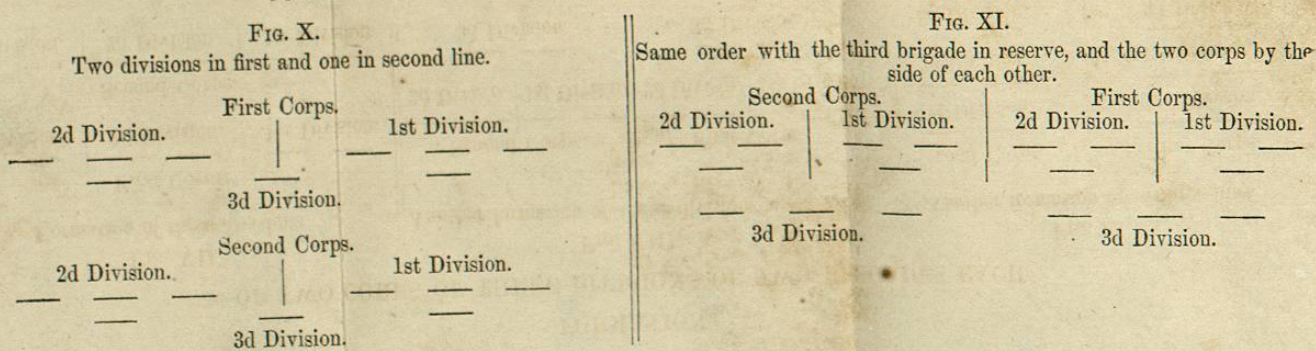 FIG. X.
Two divisions in first and one in second line.
First Corps.
2d Division.
1st Division.
3d Division.
Second Corps.
2d Division.
1st Division.
3d Division.
FIG. XI.
Same order with the third brigade in reserve, and the two corps by the
side of each other.
Second Corps.
First Corps.
2d Division.
1st Division.
2d Division.
1st Division.
3d Division.
3d Division.